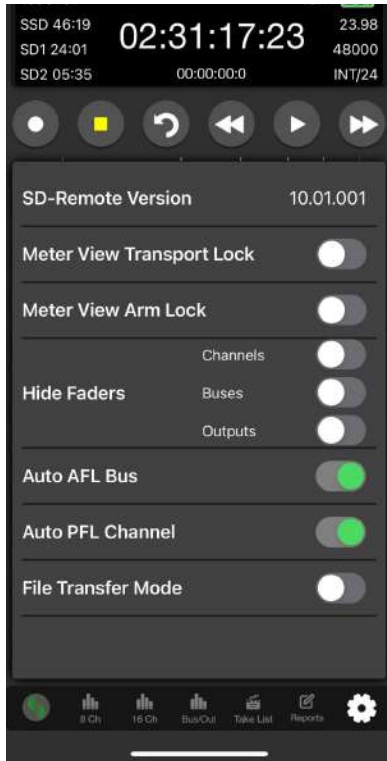 SSD 46:19
02:31:17:23
23.98
SD1 24:01
48000
SD2 05:35
00:00:00:0
INT/24
SD-Remote Version
10.01.001
Meter View Transport Lock
Meter View Arm Lock
Channels
Hide Faders
Buses
Outputs
Auto AFL Bus
Auto PFL Channel
File Transfer Mode
8 Ch
16 Ch
Bus/Out
Take List
Reports